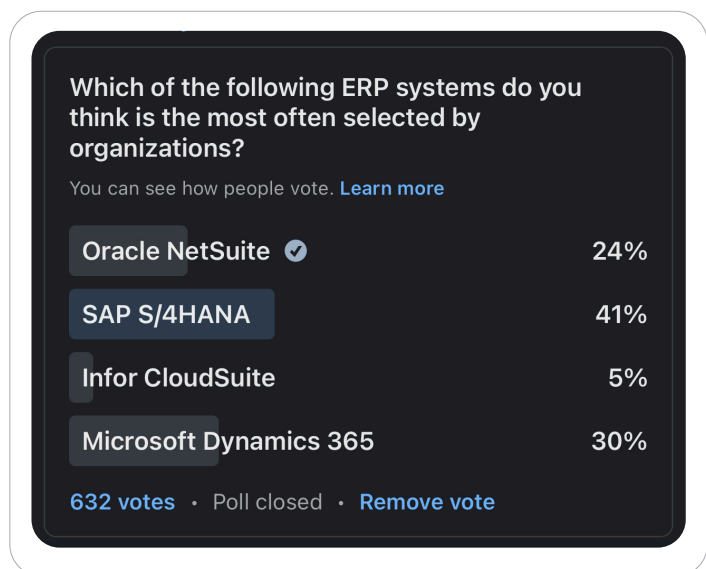 Which of the following ERP systems do you
think is the most often selected by
organizations?
You can see how people vote. Learn more
Oracle NetSuite 24%
SAP S/4HANA 41%
Infor CloudSuite 5%
Microsoft Dynamics 365 30%
632 votes • Poll closed • Remove vote